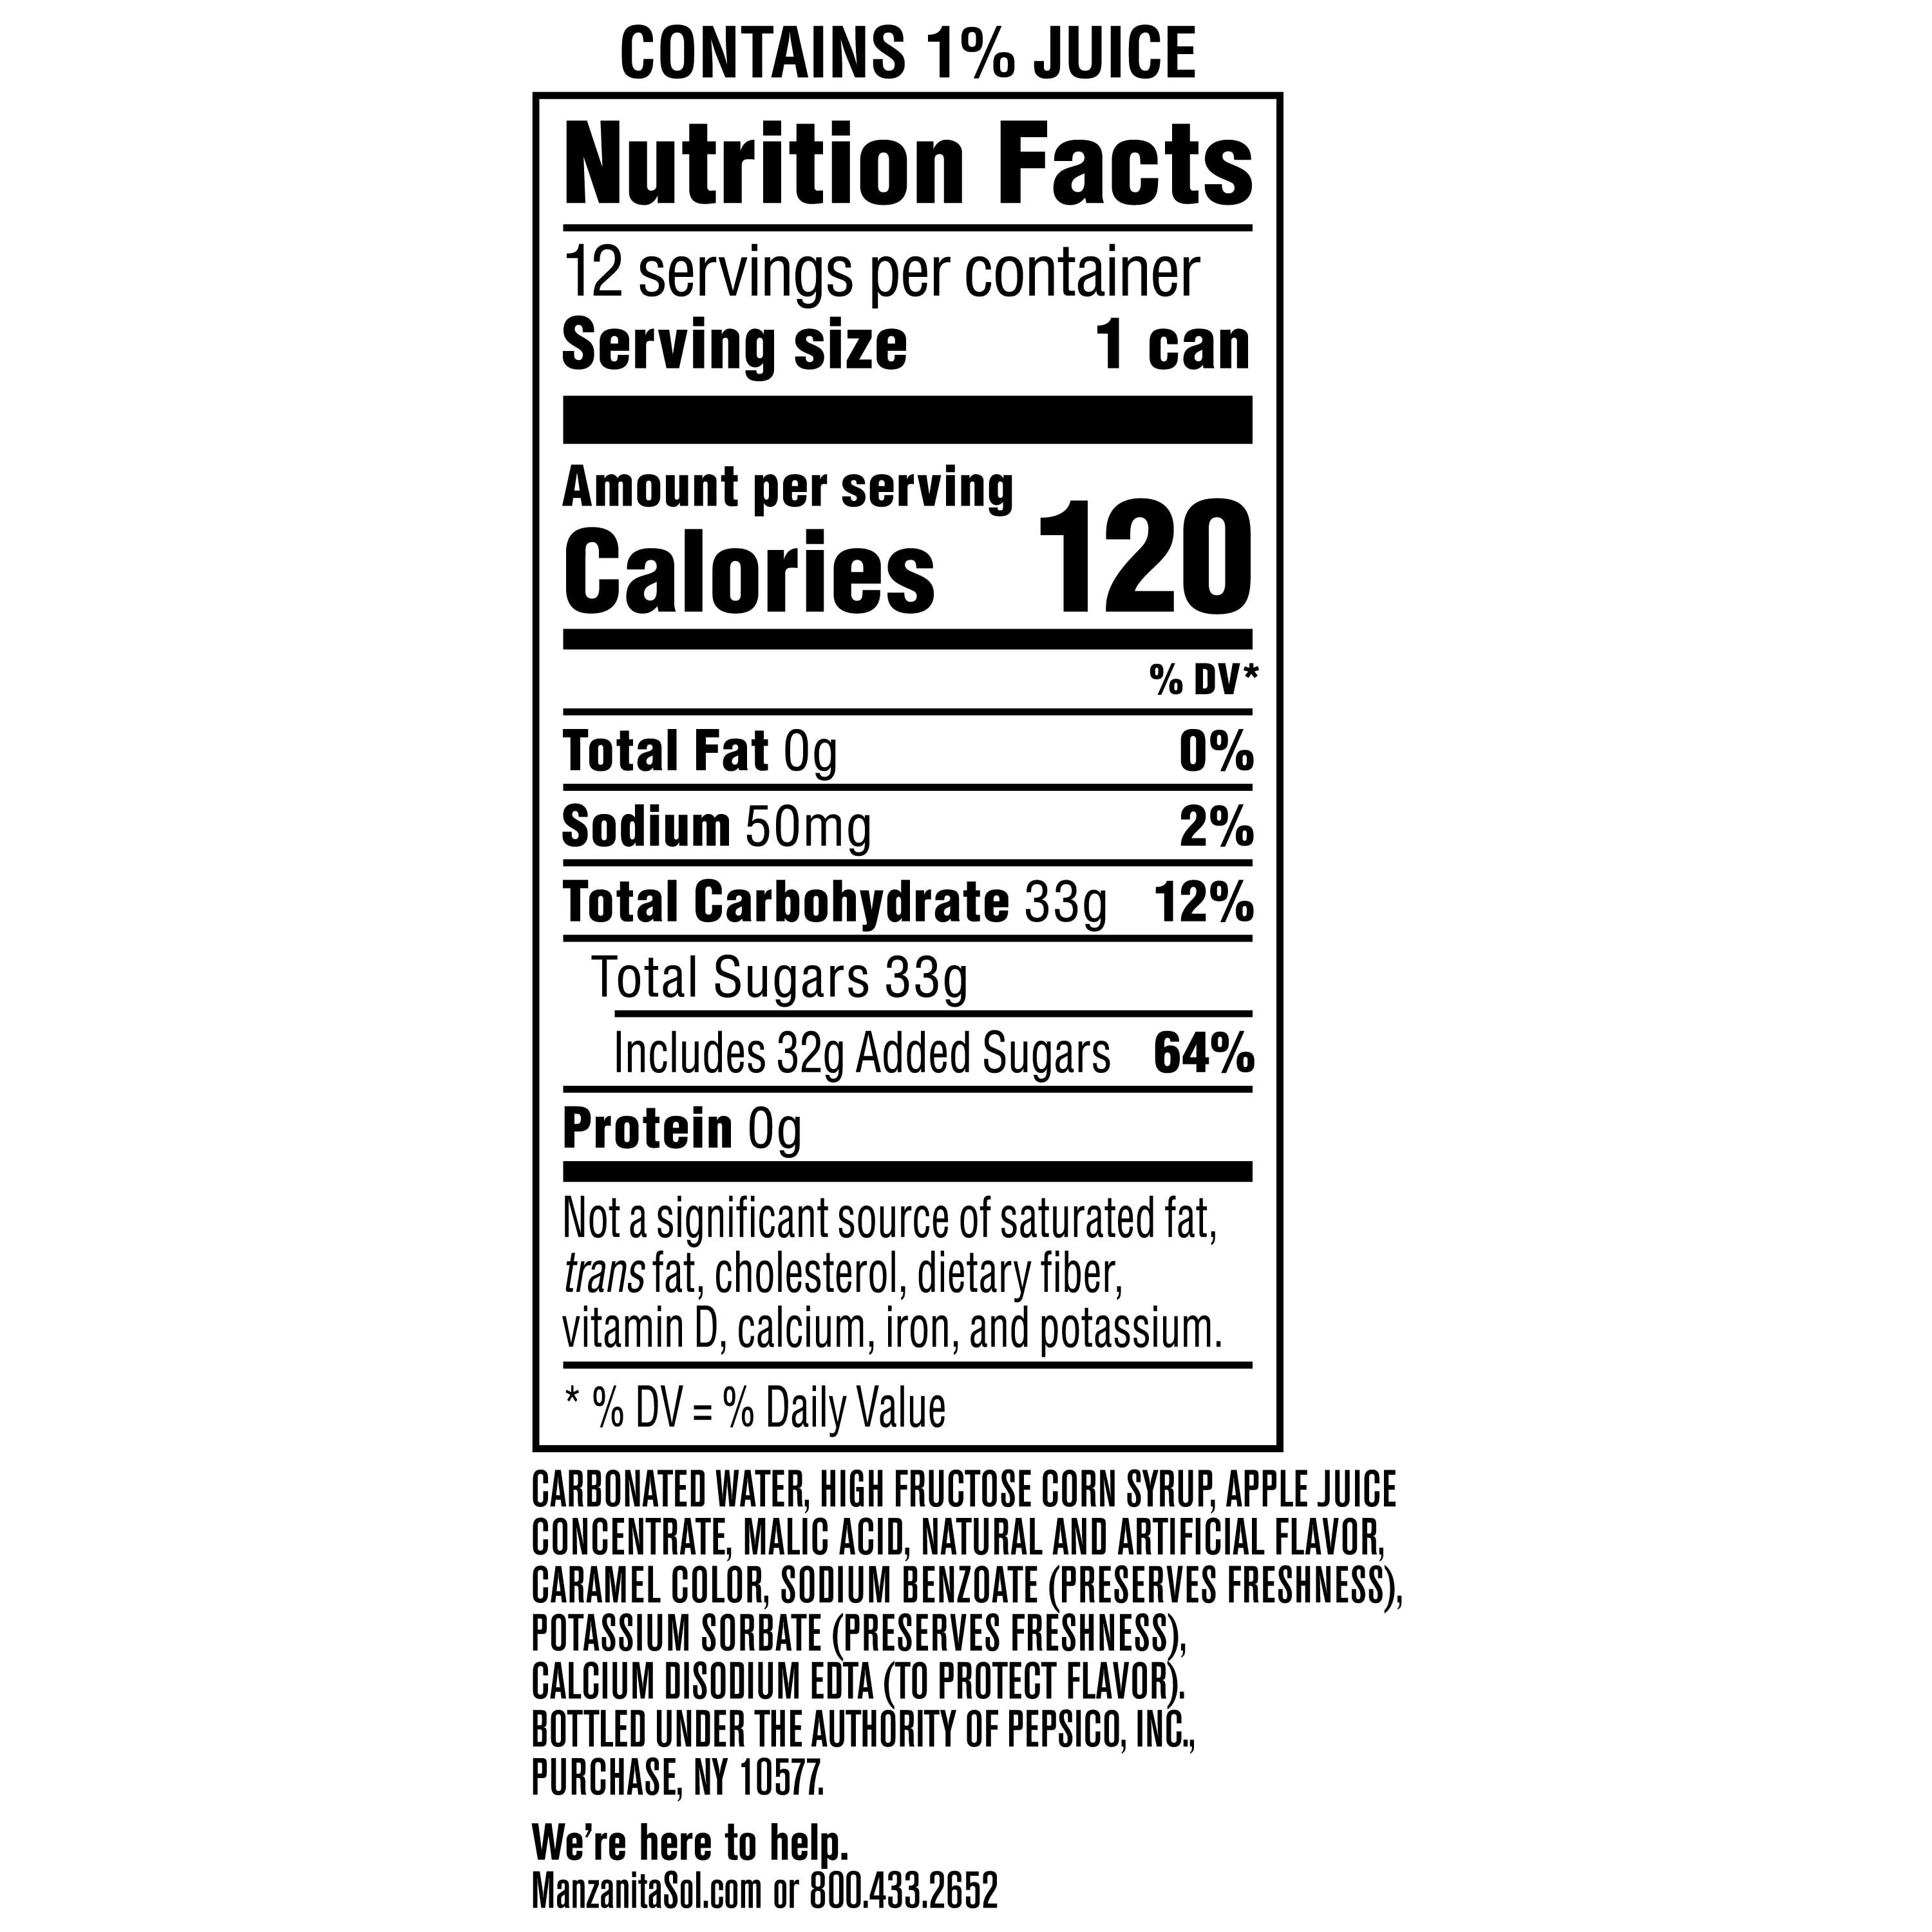 CONTAINS 1% JUICE
Nutrition Facts
12 servings per container
Serving size 1 can
Amount per serving
Calories 120
% DV*
Total Fat 0g 0%
Sodium 50mg 2%
Total Carbohydrate 33g 12%
Total Sugars 33g
Includes 32g Added Sugars 64%
Protein 0g
Not a significant source of saturated fat,
trans fat, cholesterol, dietary fiber,
vitamin D, calcium, iron, and potassium.
* % DV = % Daily Value
CARBONATED WATER, HIGH FRUCTOSE CORN SYRUP, APPLE JUICE
CONCENTRATE, MALIC ACID, NATURAL AND ARTIFICIAL FLAVOR,
CARAMEL COLOR, SODIUM BENZOATE (PRESERVES FRESHNESS),
POTASSIUM SORBATE (PRESERVES FRESHNESS),
CALCIUM DISODIUM EDTA (TO PROTECT FLAVOR).
BOTTLED UNDER THE AUTHORITY OF PEPSICO, INC.,
PURCHASE, NY 10577.
We're here to help.
ManzanitaSol.com or 800.433.2652